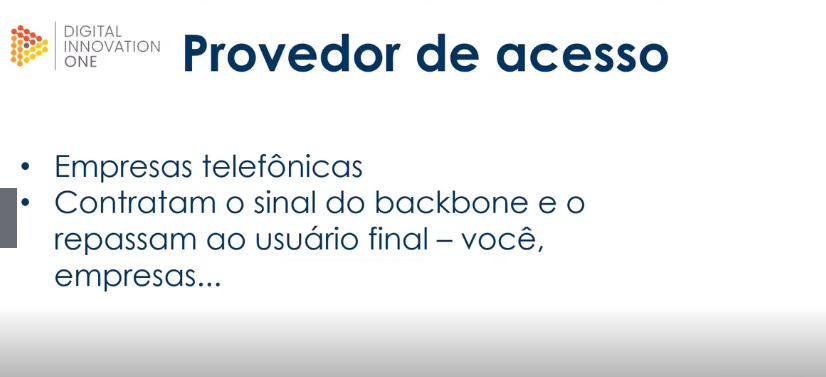 DIGITAL
INNOVATION
ONE
Provedor de acesso
• Empresas telefônicas
• Contratam o sinal do backbone e o
repassam ao usuário final – você,
empresas...